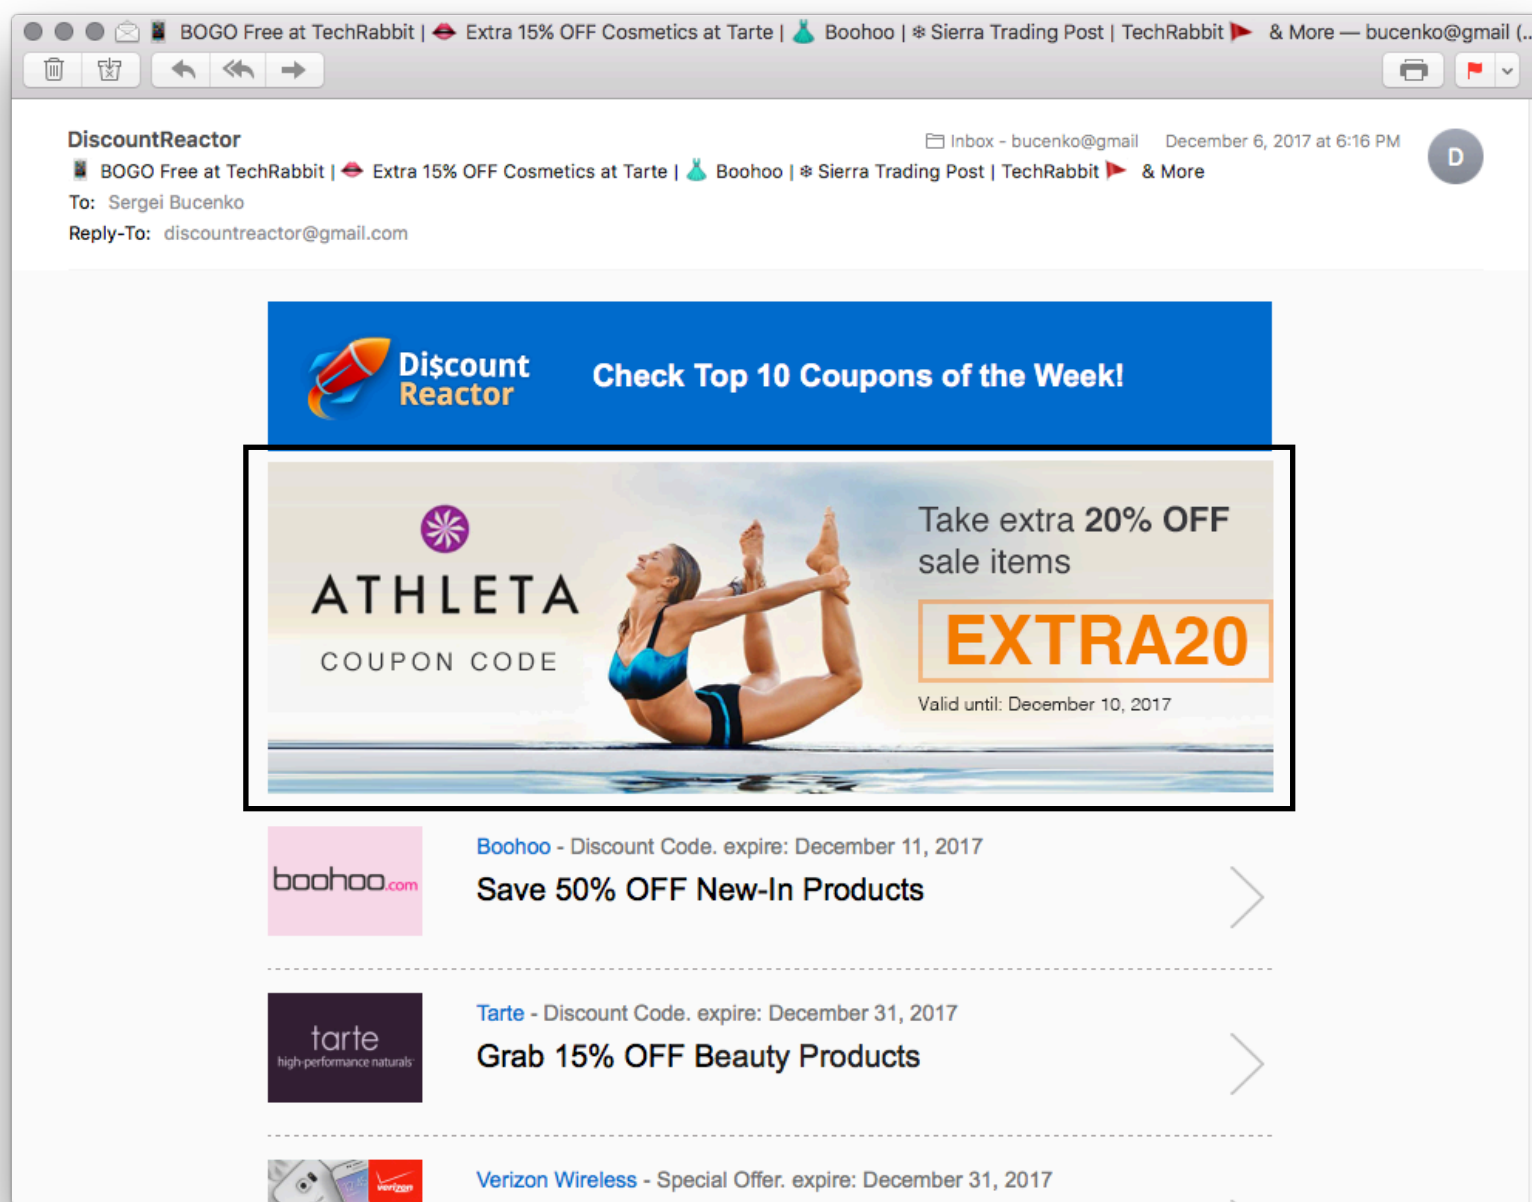 BOGO Free at TechRabbit | 👄 Extra 15% OFF Cosmetics at Tarte | 👗 Boohoo | ❄ Sierra Trading Post | TechRabbit 🚩 & More — bucenko@gmail (...
DiscountReactor
Inbox - bucenko@gmail December 6, 2017 at 6:16 PM
D
📱 BOGO Free at TechRabbit | 👄 Extra 15% OFF Cosmetics at Tarte | 👗 Boohoo | ❄ Sierra Trading Post | TechRabbit 🚩 & More
To: Sergei Bucenko
Reply-To: discountreactor@gmail.com
Di$count
Reactor
Check Top 10 Coupons of the Week!
ATHLETA
COUPON CODE
Take extra 20% OFF
sale items
EXTRA20
Valid until: December 10, 2017
boohoo.com
Boohoo - Discount Code. expire: December 11, 2017
Save 50% OFF New-In Products
tarte
high-performance naturals
Tarte - Discount Code. expire: December 31, 2017
Grab 15% OFF Beauty Products
verizon
Verizon Wireless - Special Offer. expire: December 31, 2017